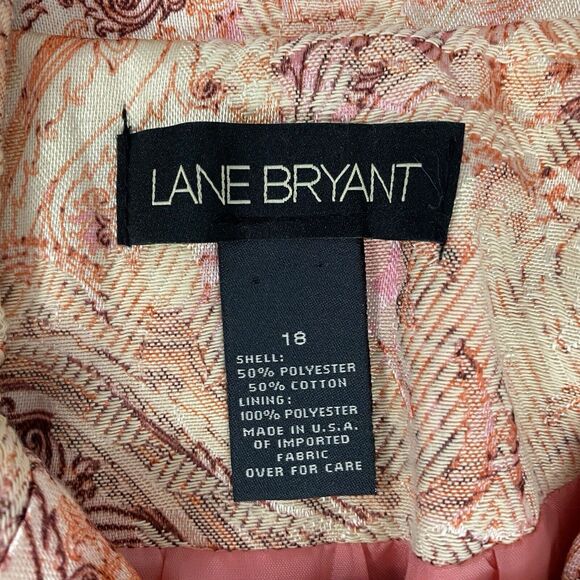 LANE BRYANT
18
SHELL:
50% POLYESTER
50% COTTON
LINING:
100% POLYESTER
MADE IN U.S.A.
OF IMPORTED
FABRIC
OVER FOR CARE